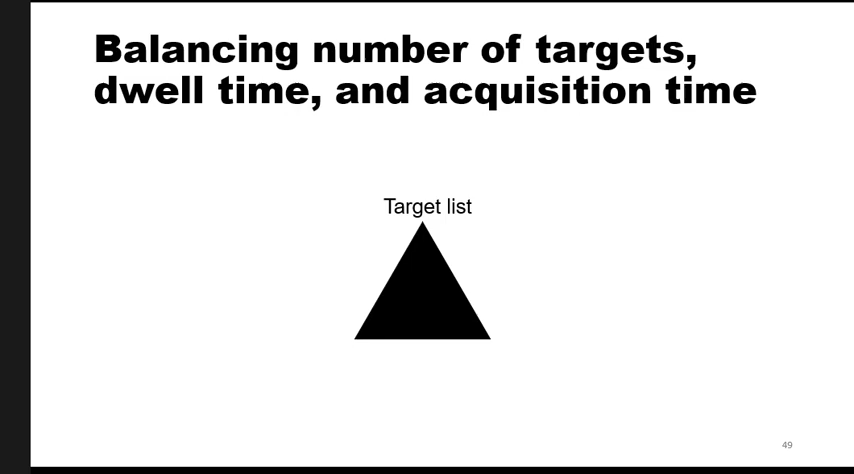 Balancing number of targets,
dwell time, and acquisition time
Target list
49